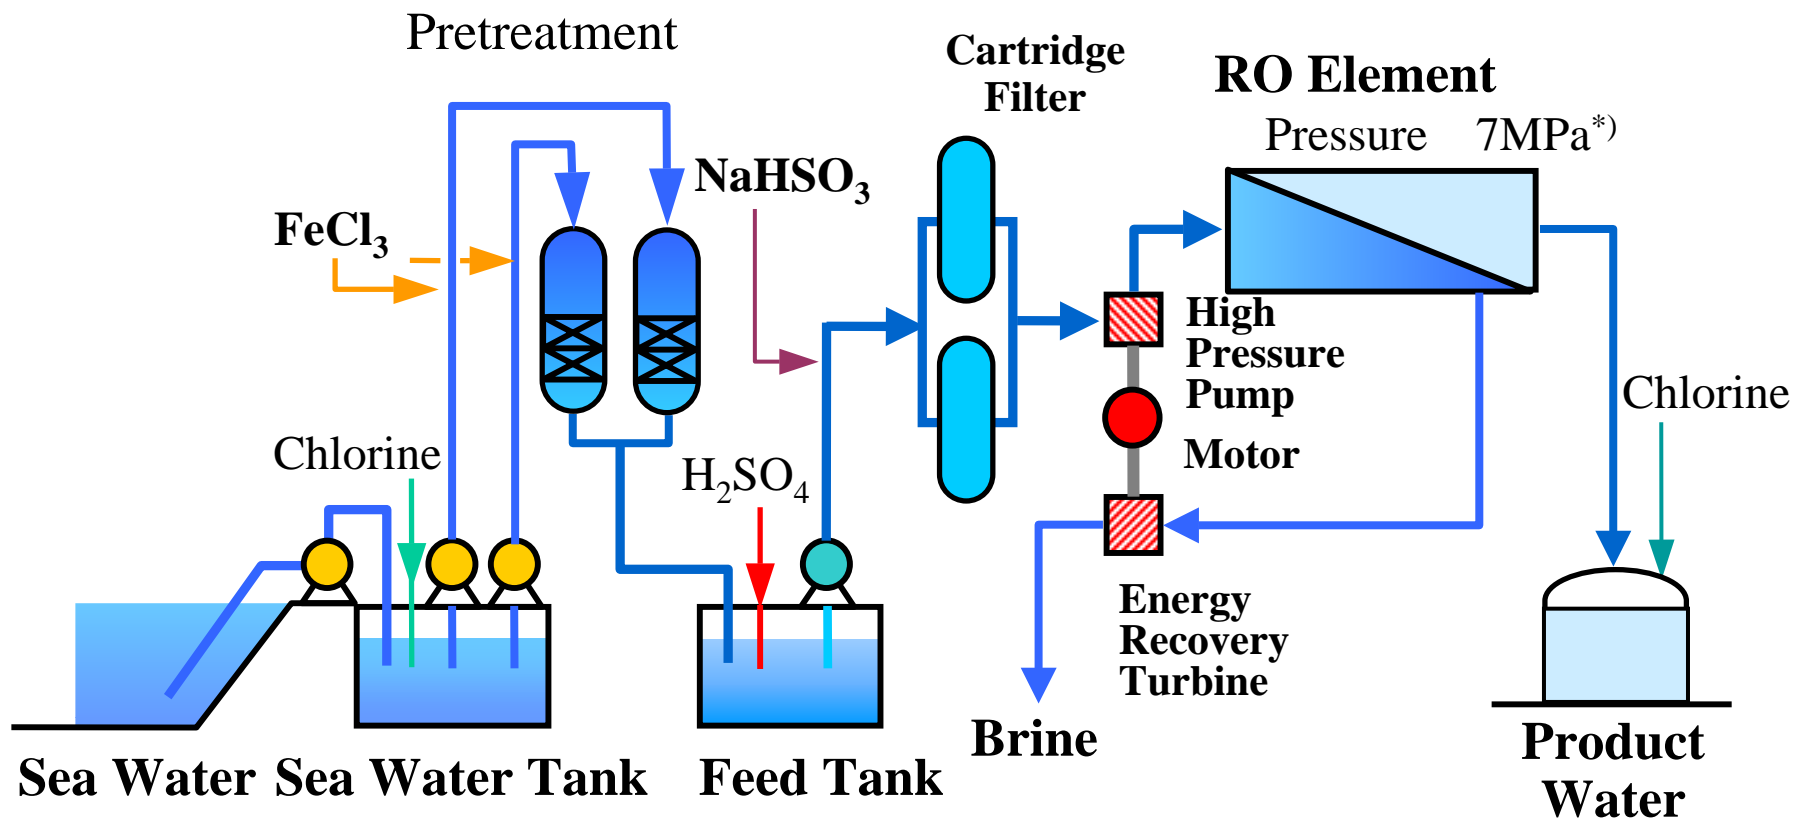 Pretreatment
Cartridge
Filter
RO Element
Pressure 7MPa*)
NaHSO3
FeCl3
High
Pressure
Pump
Chlorine
Motor
Chlorine
H2SO4
Energy
Recovery
Turbine
Brine
Product
Water
Sea Water
Sea Water Tank
Feed Tank